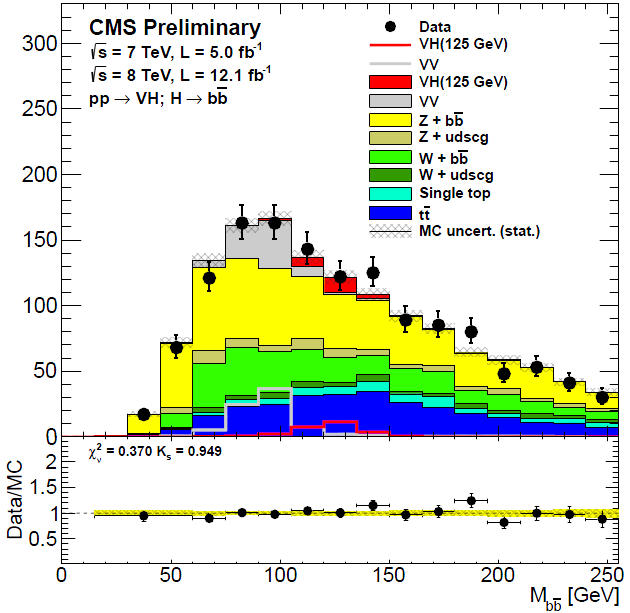 CMS Preliminary
√s = 7 TeV, L = 5.0 fb⁻¹
√s = 8 TeV, L = 12.1 fb⁻¹
pp → VH; H → bb̅
Data
VH(125 GeV)
VV
VH(125 GeV)
VV
Z + bb̅
Z + udscg
W + bb̅
W + udscg
Single top
tt̅
MC uncert. (stat.)
300
250
200
150
100
50
0
χ²ᵥ = 0.370 Kₛ = 0.949
Data/MC
2
1.5
1
0.5
0 50 100 150 200 250
M_bb̅ [GeV]